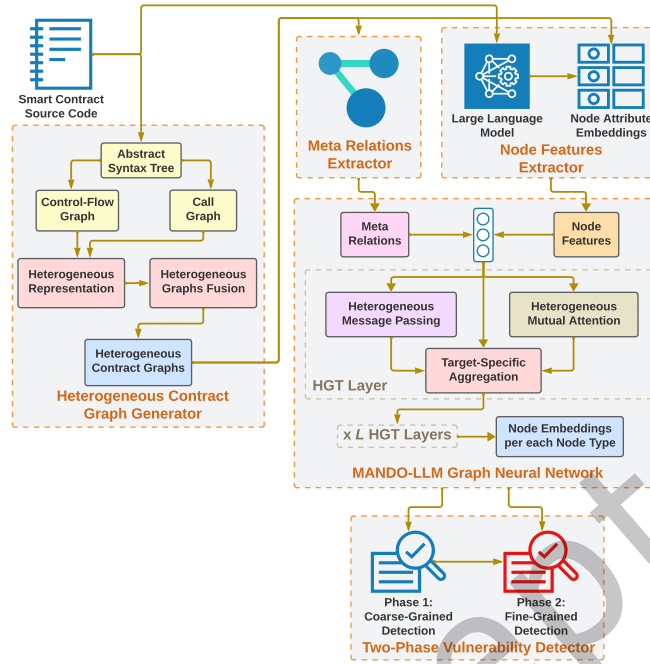 Smart Contract
Source Code
Abstract
Syntax Tree
Control-Flow
Graph
Call
Graph
Heterogeneous
Representation
Heterogeneous
Graphs Fusion
Heterogeneous
Contract Graphs
Heterogeneous Contract
Graph Generator
Meta Relations
Extractor
Large Language
Model
Node Attribute
Embeddings
Node Features
Extractor
Meta
Relations
Node
Features
Heterogeneous
Message Passing
Heterogeneous
Mutual Attention
Target-Specific
Aggregation
HGT Layer
x L HGT Layers
Node Embeddings
per each Node Type
MANDO-LLM Graph Neural Network
Phase 1:
Coarse-Grained
Detection
Phase 2:
Fine-Grained
Detection
Two-Phase Vulnerability Detector